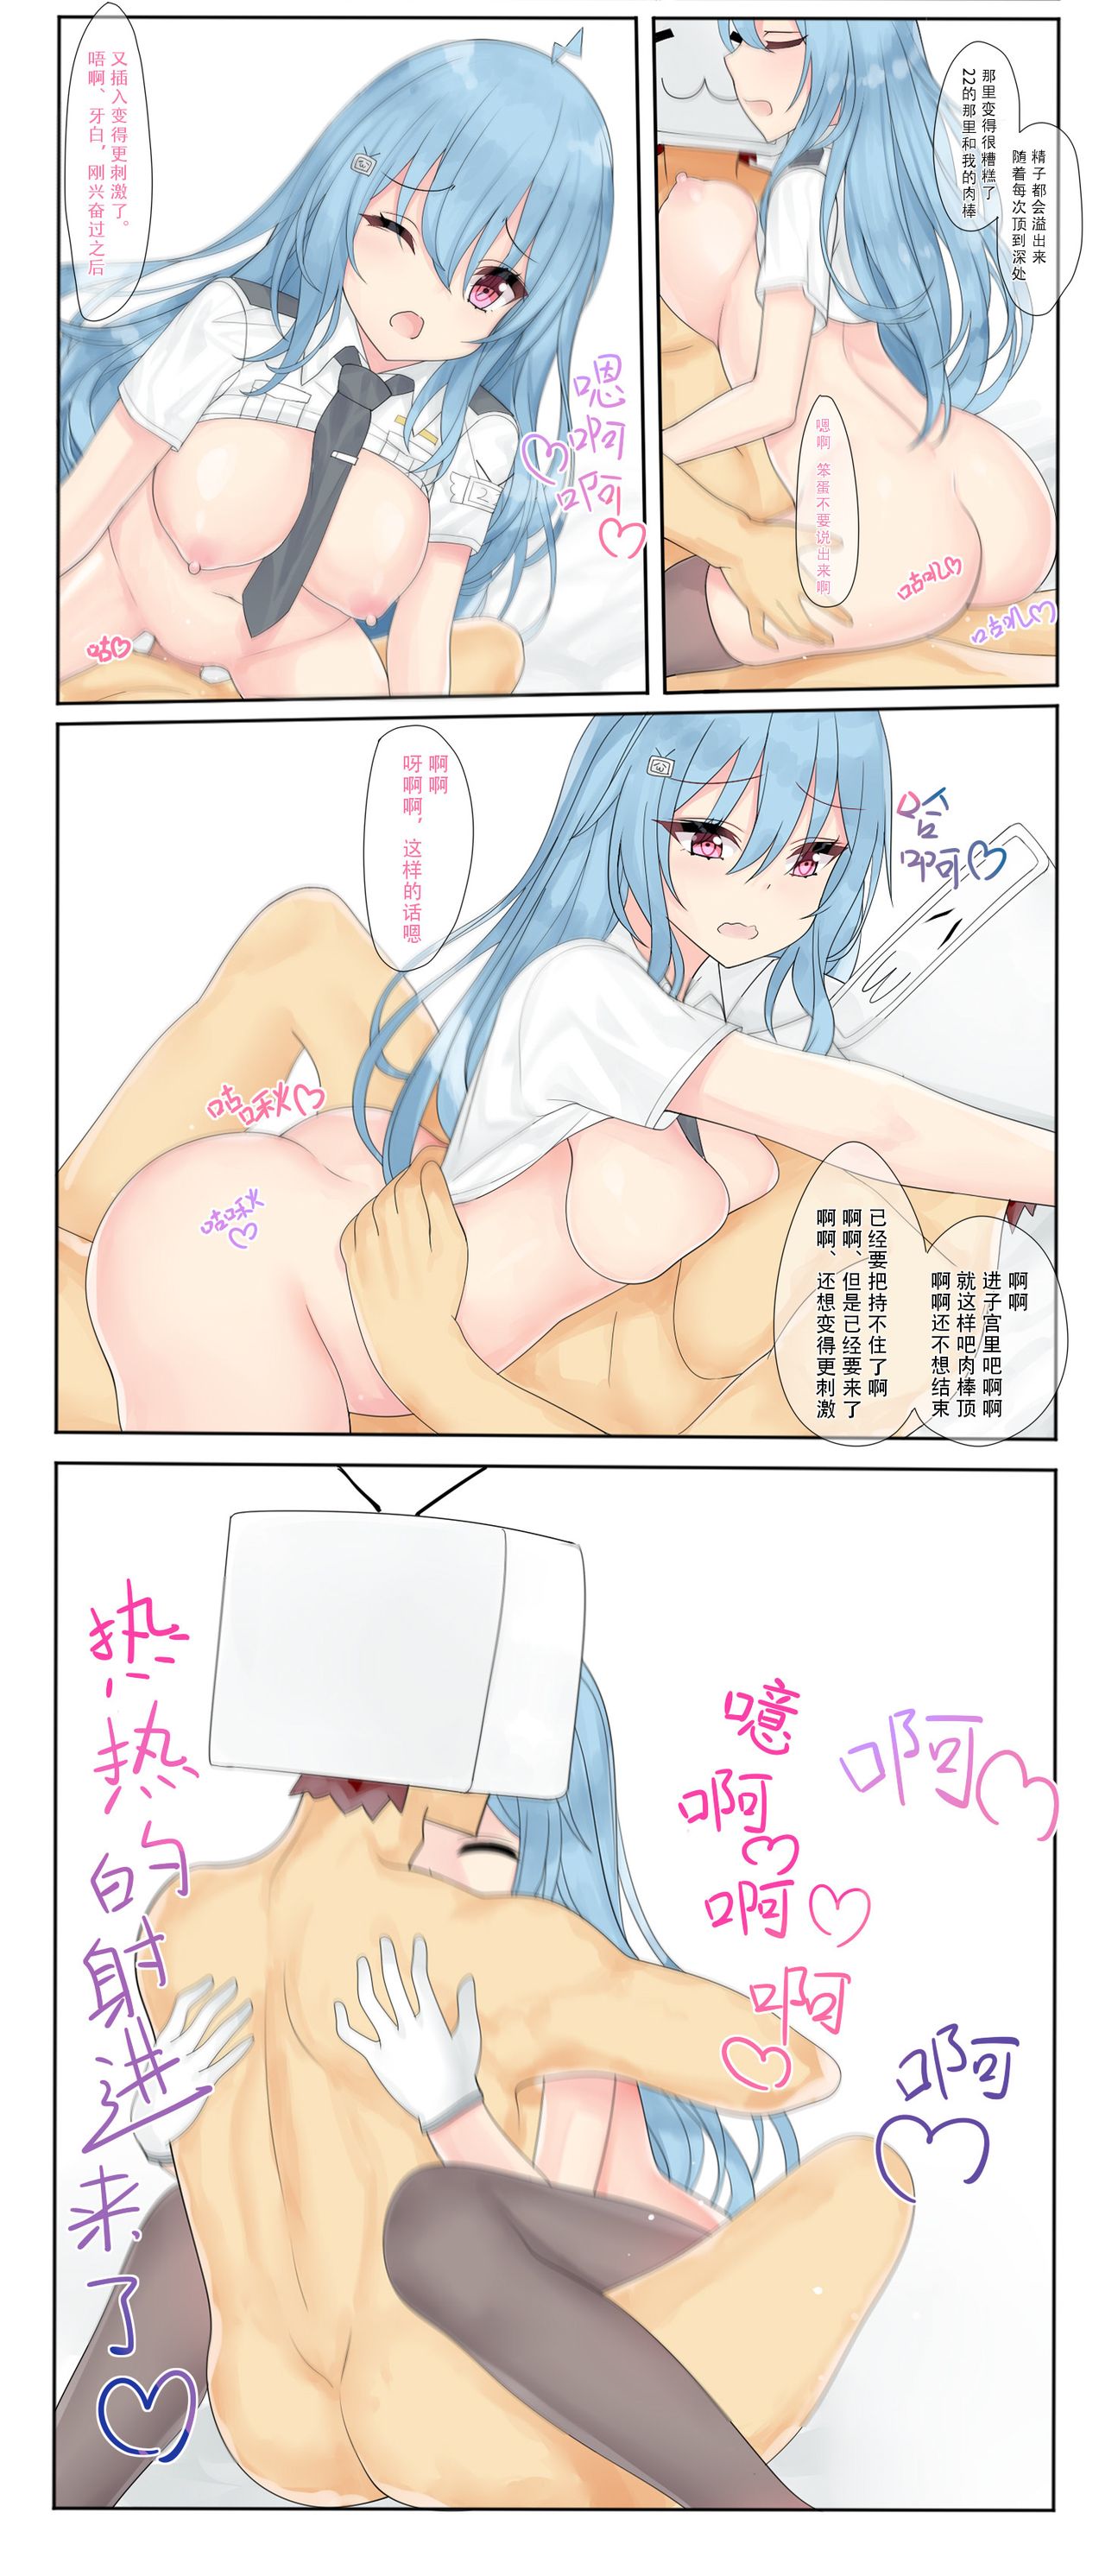 精子都会溢出来
随着每次顶到深处
那里变得很糟糕了
22的那里和我的肉棒
嗯啊 笨蛋不要说出来啊
咕叽♡
咕叽♡
又插入变得更刺激了。
唔啊、牙白，刚兴奋过之后
嗯
啊♡
啊
♡
咕♡
啊啊
呀啊啊，这样的话嗯
哈
啊♡
咕啾♡
咕啾
♡
啊啊
进子宫里吧啊啊
就这样吧肉棒顶
啊啊还不想结束
已经要把持不住了啊
啊啊、但是已经要来了
啊啊、还想变得更刺激
热热的射进来了♡
噫
啊
♡
啊♡
啊
♡
啊♡
啊
♡